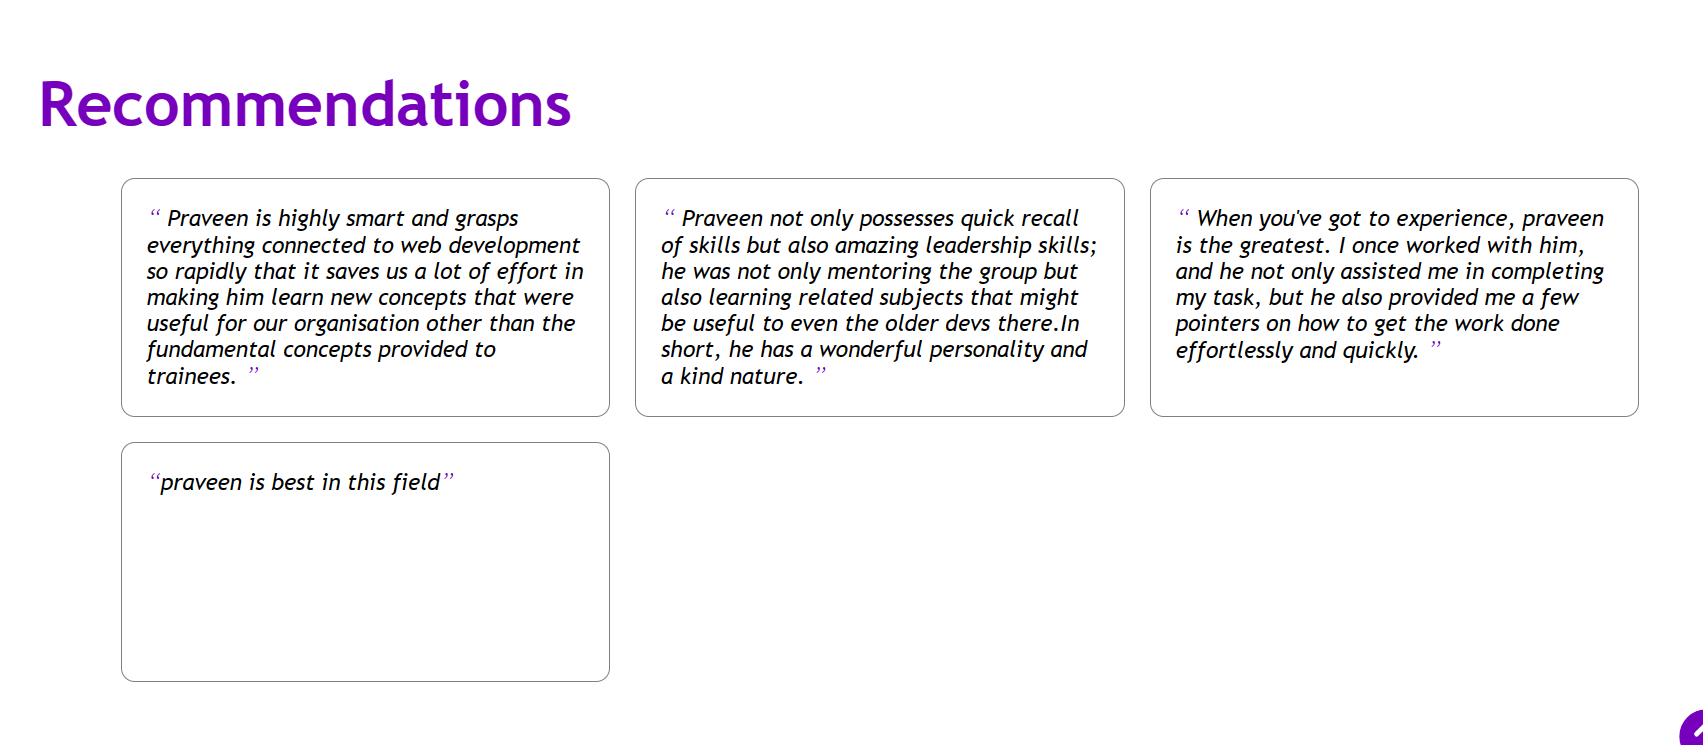 Recommendations
“ Praveen is highly smart and grasps
everything connected to web development
so rapidly that it saves us a lot of effort in
making him learn new concepts that were
useful for our organisation other than the
fundamental concepts provided to
trainees. ”
“ Praveen not only possesses quick recall
of skills but also amazing leadership skills;
he was not only mentoring the group but
also learning related subjects that might
be useful to even the older devs there.In
short, he has a wonderful personality and
a kind nature. ”
“ When you've got to experience, praveen
is the greatest. I once worked with him,
and he not only assisted me in completing
my task, but he also provided me a few
pointers on how to get the work done
effortlessly and quickly. ”
“praveen is best in this field”